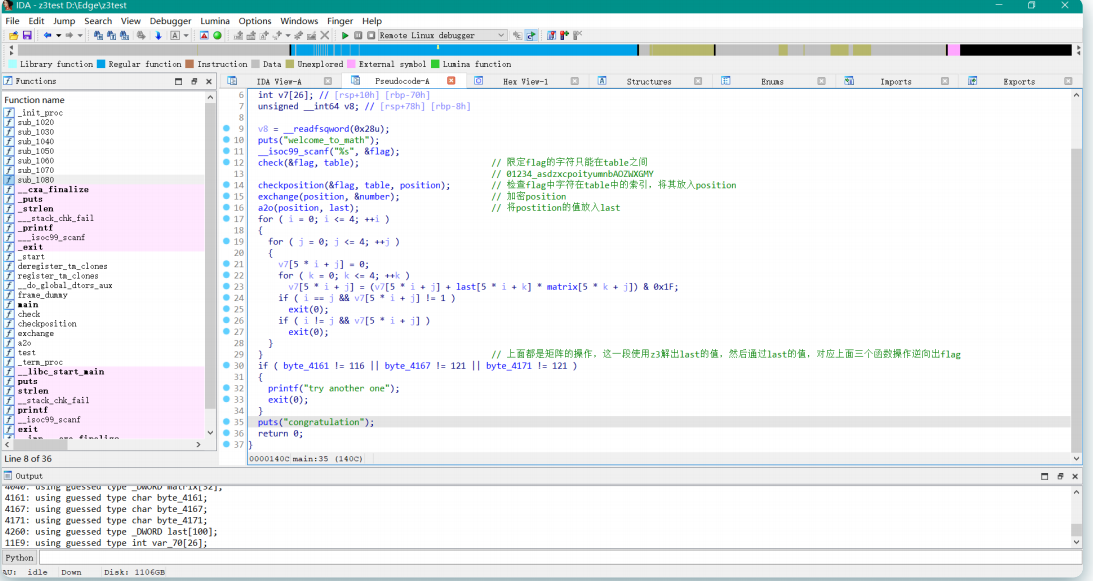 IDA - z3test D:\Edge\z3test
File Edit Jump Search View Debugger Lumina Options Windows Finger Help
Remote Linux debugger
Library function Regular function Instruction Data Unexplored External symbol Lumina function
Functions
IDA View-A Pseudocode-A Hex View-1 Structures Enums Imports Exports
Function name
_init_proc
sub_1020
sub_1030
sub_1040
sub_1050
sub_1060
sub_1070
sub_1080
__cxa_finalize
_puts
_strlen
___stack_chk_fail
_printf
___isoc99_scanf
_exit
_start
deregister_tm_clones
register_tm_clones
__do_global_dtors_aux
frame_dummy
main
check
checkposition
exchange
a2o
test
_term_proc
__libc_start_main
puts
strlen
__stack_chk_fail
printf
__isoc99_scanf
exit
__imp___cxa_finalize
Line 8 of 36
6 int v7[26]; // [rsp+10h] [rbp-70h]
7 unsigned __int64 v8; // [rsp+78h] [rbp-8h]
8
9 v8 = __readfsqword(0x28u);
10 puts("welcome_to_math");
11 __isoc99_scanf("%s", &flag);
12 check(&flag, table); // 限定flag的字符只能在table之间
13 // 01234_asdzxcpoityumnbAOZWXGMY
14 checkposition(&flag, table, position); // 检查flag中字符在table中的索引，将其放入position
15 exchange(position, &number); // 加密position
16 a2o(position, last); // 将postition的值放入last
17 for ( i = 0; i <= 4; ++i )
18 {
19 for ( j = 0; j <= 4; ++j )
20 {
21 v7[5 * i + j] = 0;
22 for ( k = 0; k <= 4; ++k )
23 v7[5 * i + j] = (v7[5 * i + j] + last[5 * i + k] * matrix[5 * k + j]) & 0x1F;
24 if ( i == j && v7[5 * i + j] != 1 )
25 exit(0);
26 if ( i != j && v7[5 * i + j] )
27 exit(0);
28 }
29 } // 上面都是矩阵的操作，这一段使用z3解出last的值，然后通过last的值，对应上面三个函数操作逆向出flag
30 if ( byte_4161 != 116 || byte_4167 != 121 || byte_4171 != 121 )
31 {
32 printf("try another one");
33 exit(0);
34 }
35 puts("congratulation");
36 return 0;
37 }
0000140C main:35 (140C)
Output
4040: using guessed type _DWORD matrix[52];
4161: using guessed type char byte_4161;
4167: using guessed type char byte_4167;
4171: using guessed type char byte_4171;
4260: using guessed type _DWORD last[100];
11E9: using guessed type int var_70[26];
Python
AU: idle Down Disk: 1106GB